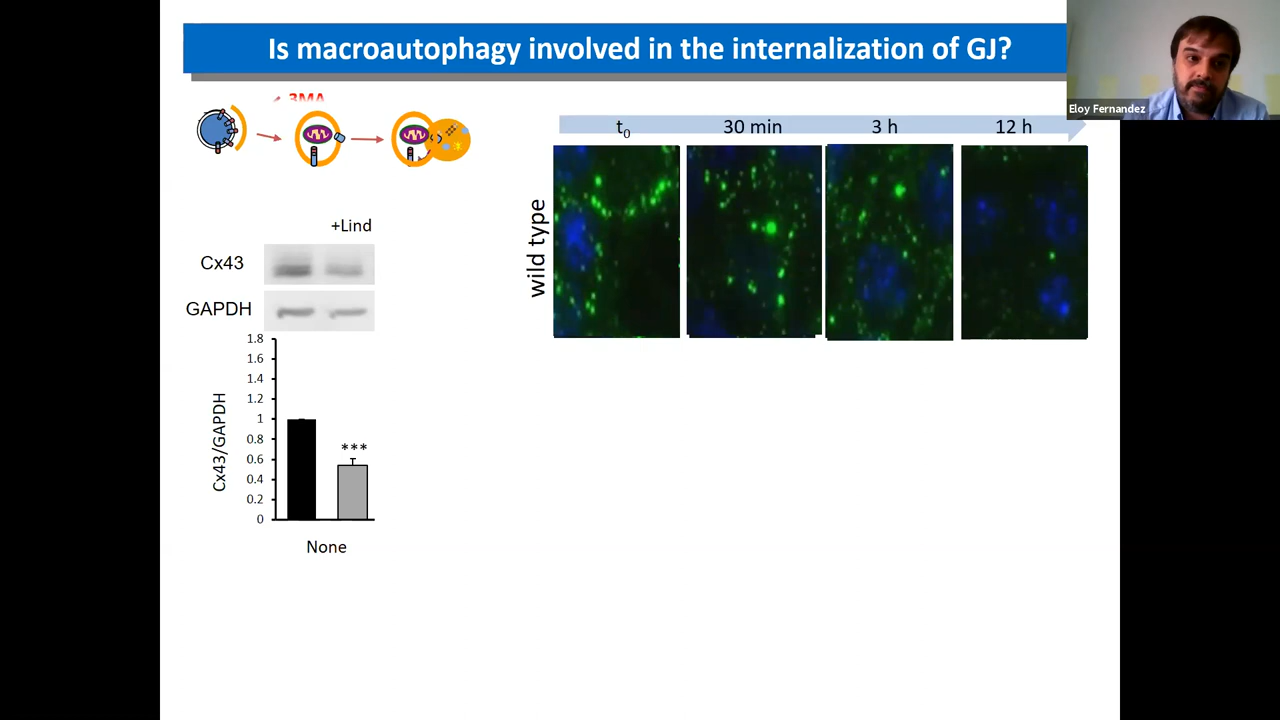 Is macroautophagy involved in the internalization of GJ?
Eloy Fernandez
3MA
t₀ 30 min 3 h 12 h
wild type
+Lind
Cx43
GAPDH
Cx43/GAPDH
1.8
1.6
1.4
1.2
1
0.8
0.6
0.4
0.2
0
***
None